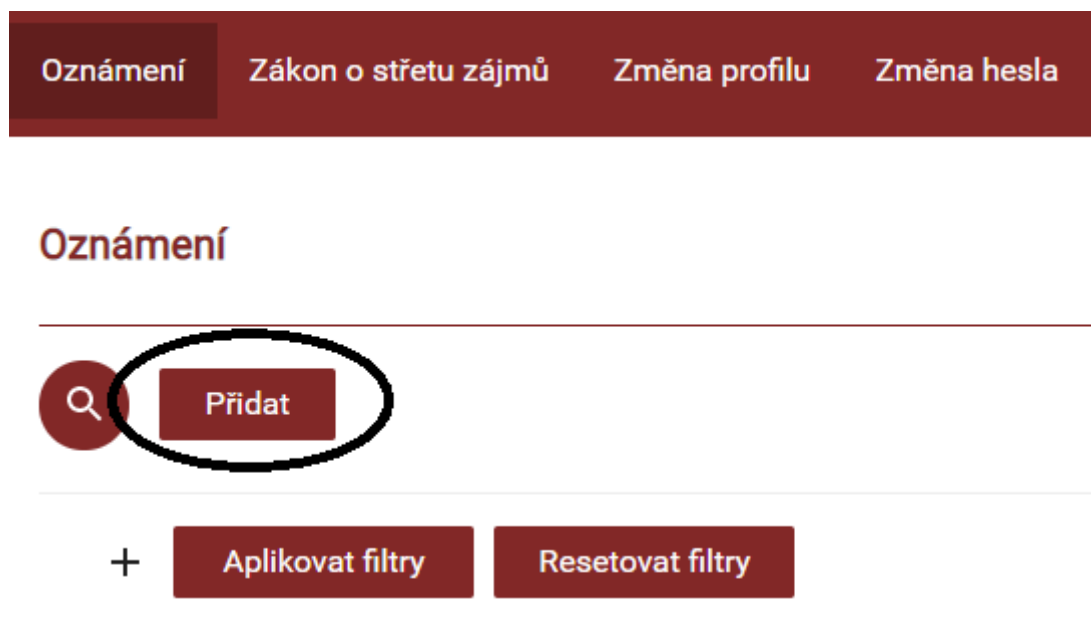 Oznámení Zákon o střetu zájmů Změna profilu Změna hesla
Oznámení
Přidat
+ Aplikovat filtry Resetovat filtry